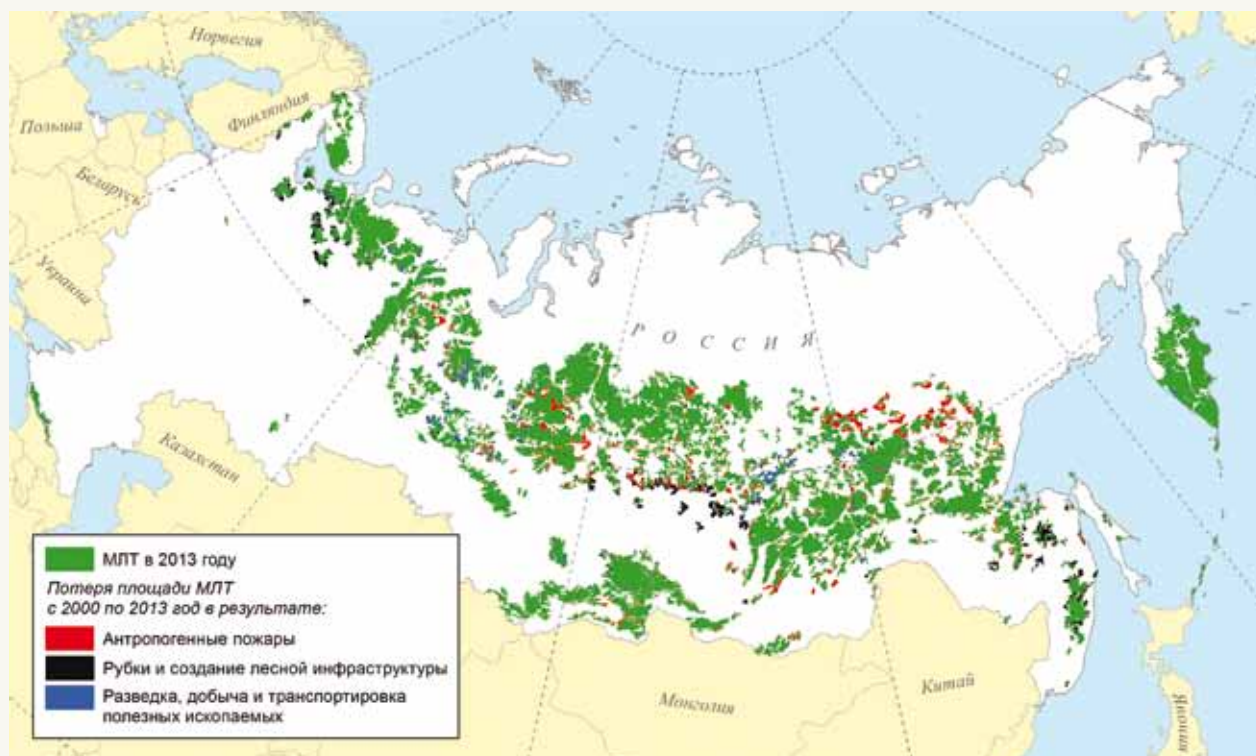 Норвегия
Финляндия
Польша
Беларусь
Украина
Казахстан
РОССИЯ
Монголия
Китай
Япония
МЛТ в 2013 году
Потеря площади МЛТ
с 2000 по 2013 год в результате:
Антропогенные пожары
Рубки и создание лесной инфраструктуры
Разведка, добыча и транспортировка
полезных ископаемых